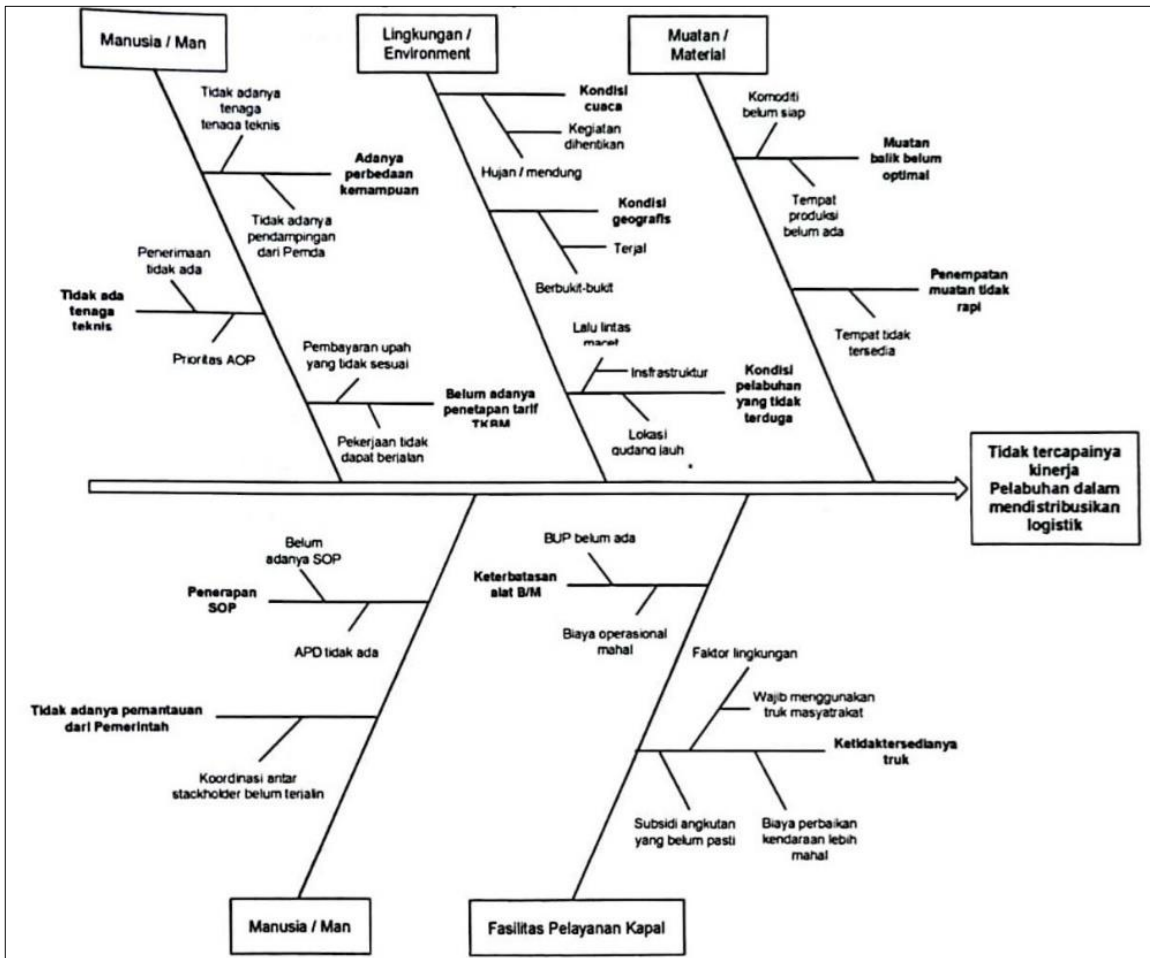 Manusia / Man
Lingkungan /
Environment
Muatan /
Material
Tidak adanya
tenaga
tenaga teknis
Adanya
perbedaan
kemampuan
Tidak adanya
pendampingan
dari Pemda
Penerimaan
tidak ada
Tidak ada
tenaga
teknis
Prioritas AOP
Pembayaran upah
yang tidak sesuai
Belum adanya
penetapan tarif
TKBM
Pekerjaan tidak
dapat berjalan
Kondisi
cuaca
Kegiatan
dihentikan
Hujan / mendung
Kondisi
geografis
Terjal
Berbukit-bukit
Lalu lintas
macet
Insfrastruktur
Kondisi
pelabuhan
yang tidak
terduga
Lokasi
gudang jauh
Komoditi
belum siap
Muatan
balik belum
optimal
Tempat
produksi
belum ada
Penempatan
muatan tidak
rapi
Tempat tidak
tersedia
Tidak tercapainya
kinerja
Pelabuhan dalam
mendistribusikan
logistik
Belum
adanya SOP
Penerapan
SOP
APD tidak ada
Tidak adanya pemantauan
dari Pemerintah
Koordinasi antar
stackholder belum terjalin
BUP belum ada
Keterbatasan
alat B/M
Biaya operasional
mahal
Faktor lingkungan
Wajib menggunakan
truk masyatrakat
Ketidaktersedianya
truk
Subsidi angkutan
yang belum pasti
Biaya perbaikan
kendaraan lebih
mahal
Manusia / Man
Fasilitas Pelayanan Kapal